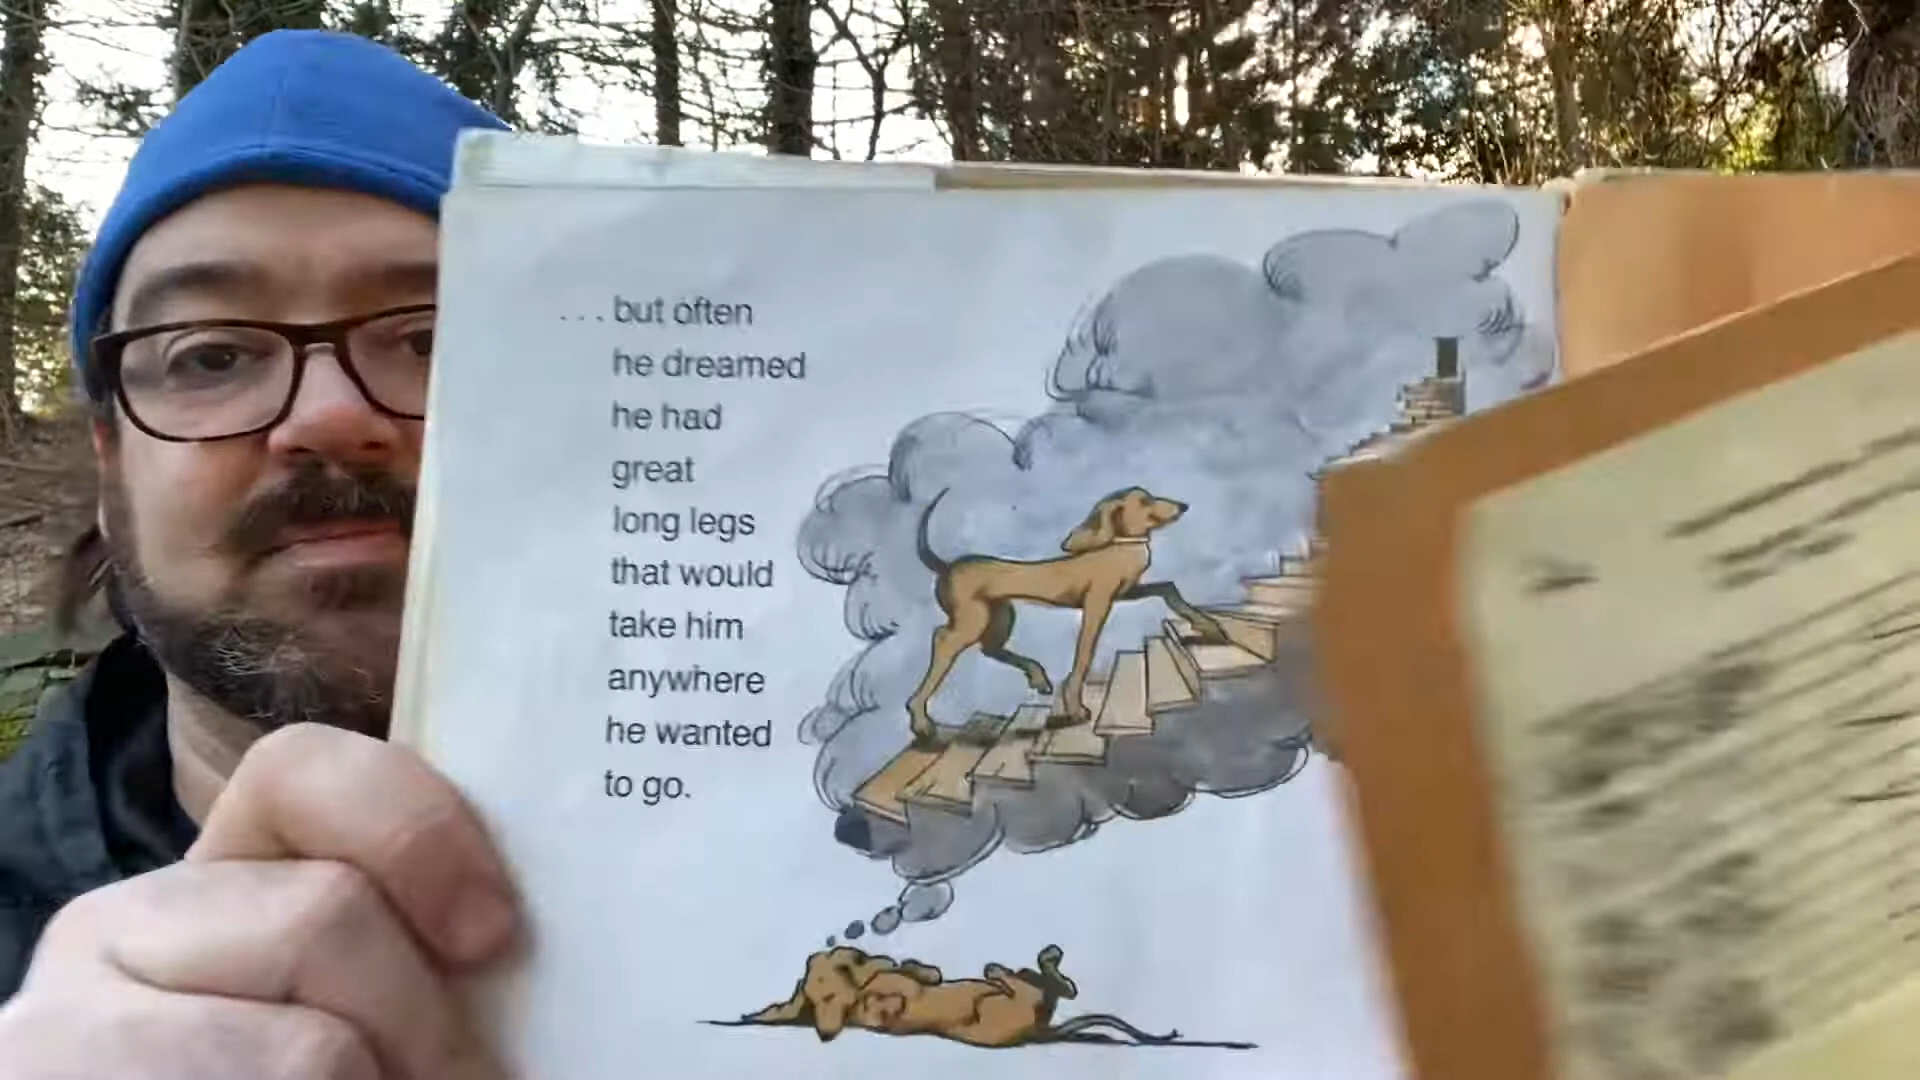 . . . but often
he dreamed
he had
great
long legs
that would
take him
anywhere
he wanted
to go.